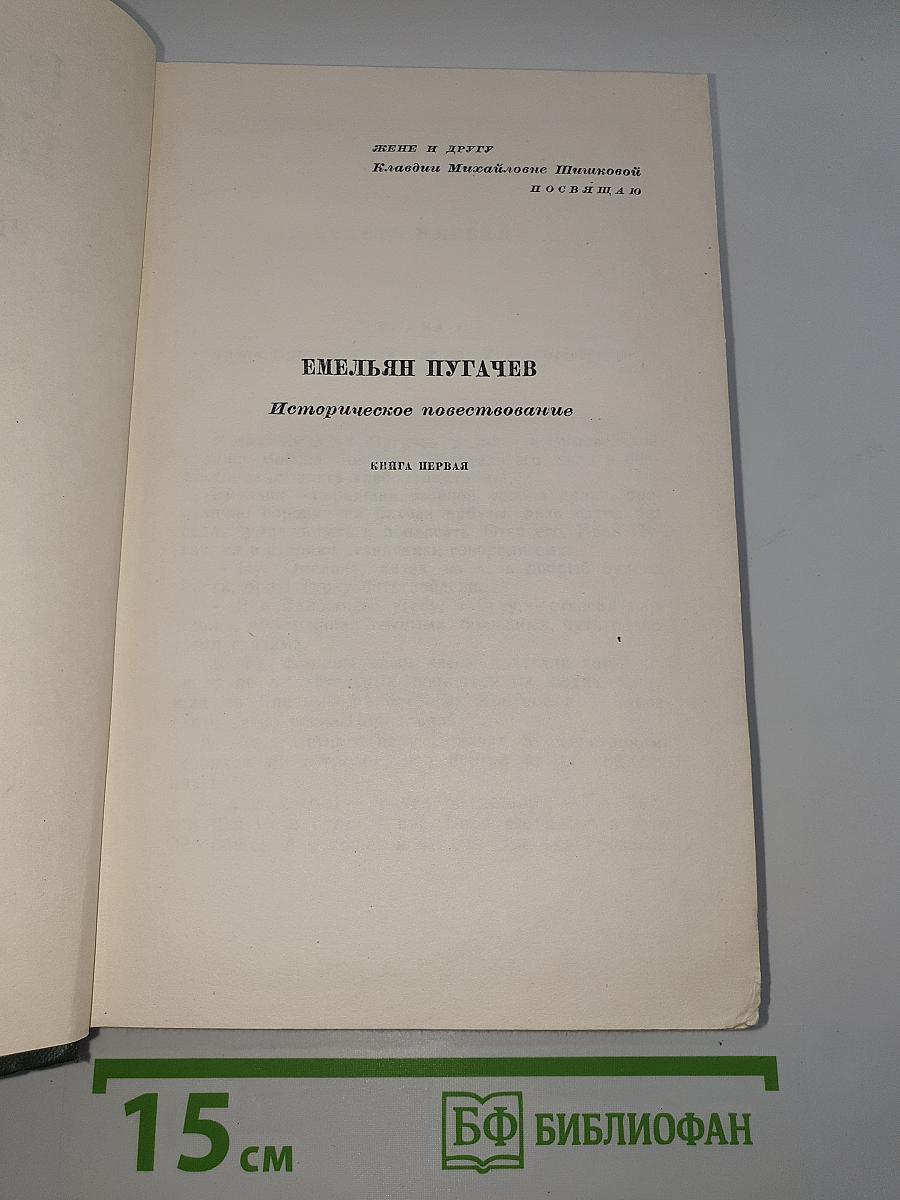 ЖЕНЕ И ДРУГУ
Клавдии Михайловне Шишковой
ПОСВЯЩАЮ
ЕМЕЛЬЯН ПУГАЧЕВ
Историческое повествование
КНИГА ПЕРВАЯ
15 см
БФ БИБЛИОФАН